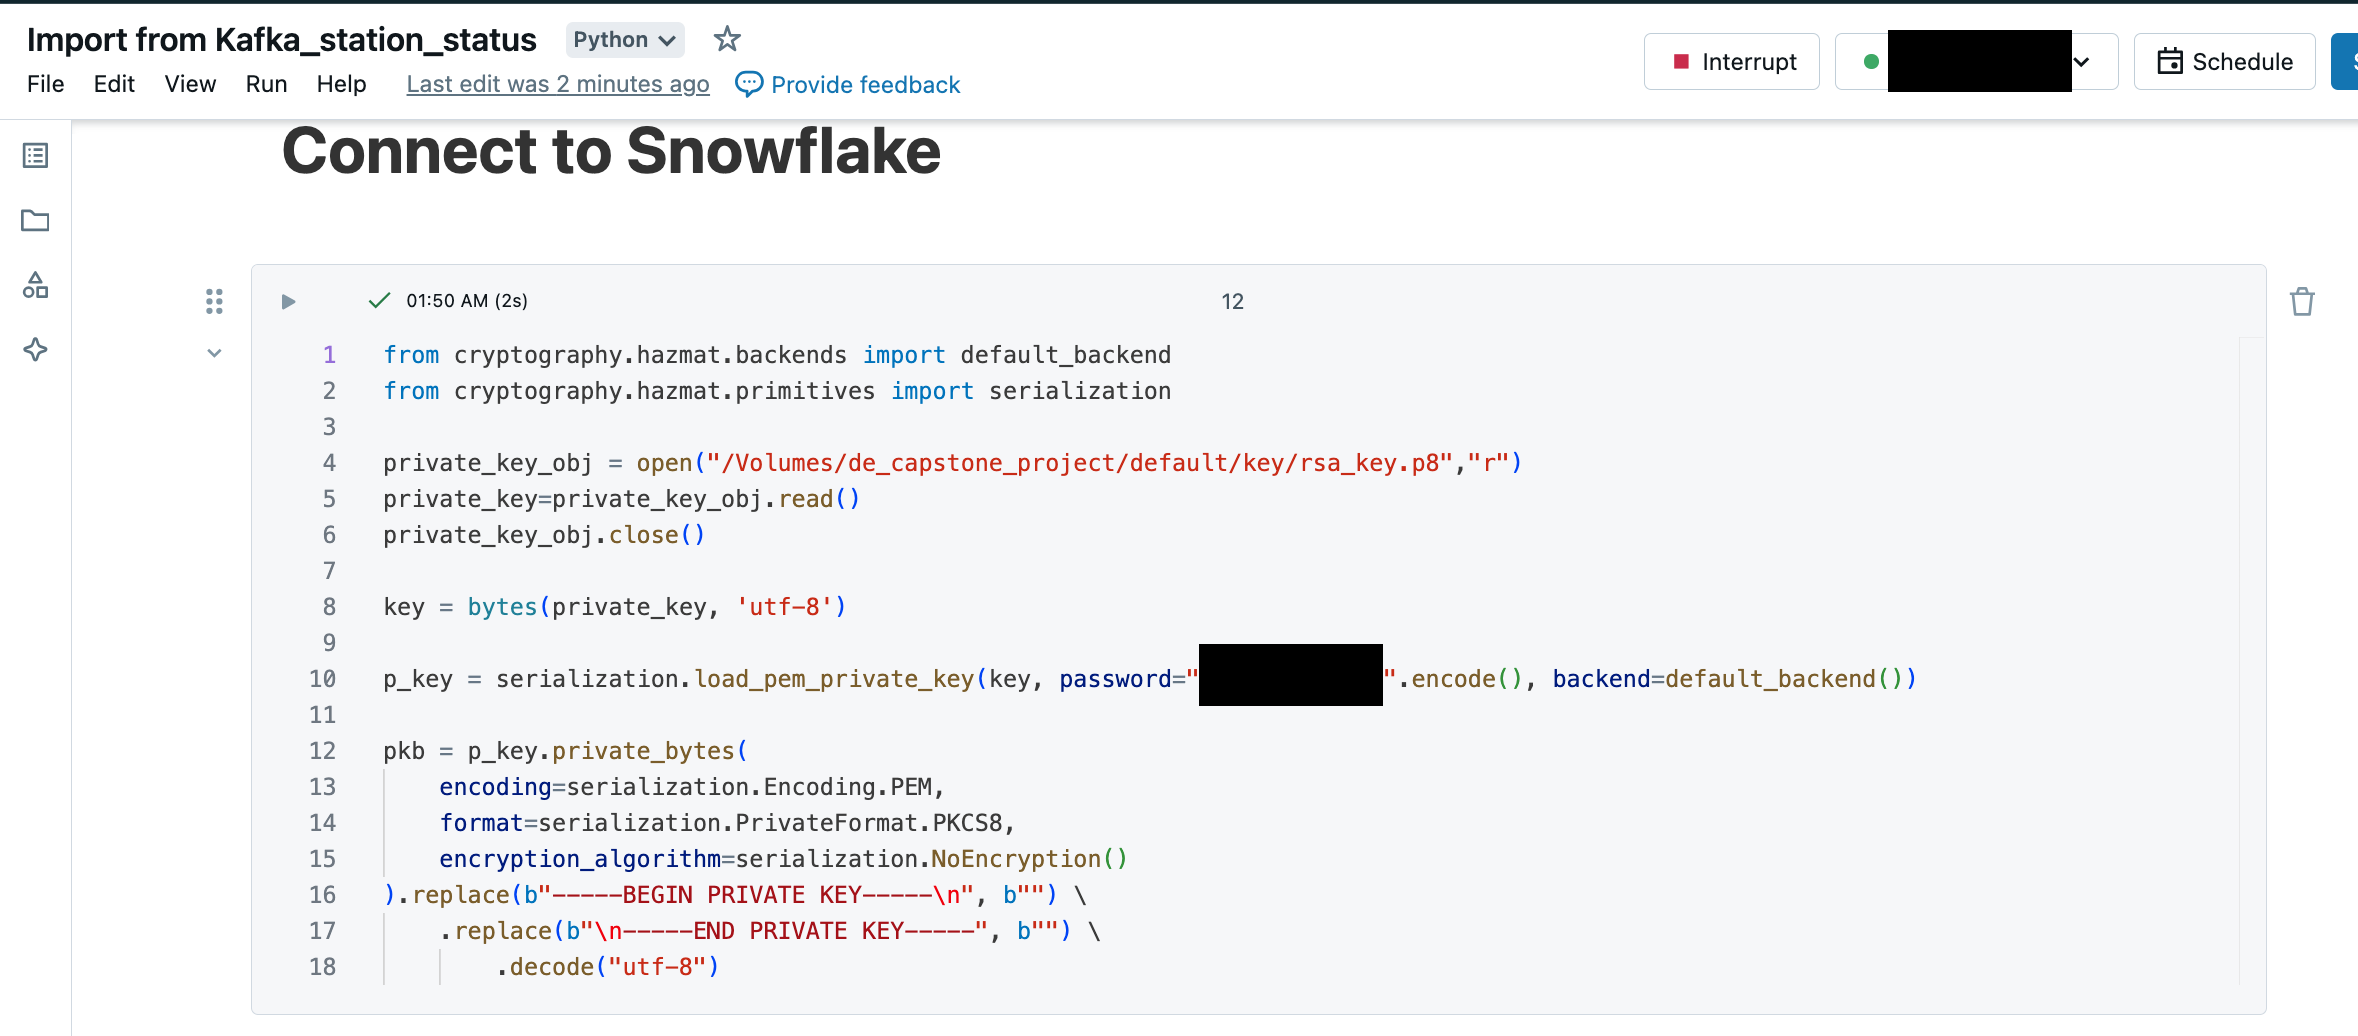 Import from Kafka_station_status Python
File Edit View Run Help Last edit was 2 minutes ago Provide feedback
Interrupt Schedule
Connect to Snowflake
01:50 AM (2s) 12
1 from cryptography.hazmat.backends import default_backend
2 from cryptography.hazmat.primitives import serialization
3
4 private_key_obj = open("/Volumes/de_capstone_project/default/key/rsa_key.p8","r")
5 private_key=private_key_obj.read()
6 private_key_obj.close()
7
8 key = bytes(private_key, 'utf-8')
9
10 p_key = serialization.load_pem_private_key(key, password=" ".encode(), backend=default_backend())
11
12 pkb = p_key.private_bytes(
13 encoding=serialization.Encoding.PEM,
14 format=serialization.PrivateFormat.PKCS8,
15 encryption_algorithm=serialization.NoEncryption()
16 ).replace(b"-----BEGIN PRIVATE KEY-----\n", b"") \
17 .replace(b"\n-----END PRIVATE KEY-----", b"") \
18 .decode("utf-8")